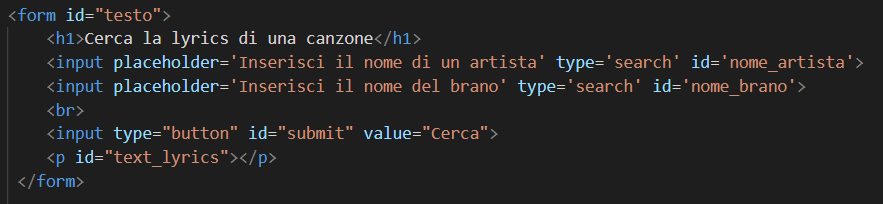 <form id="testo">
<h1>Cerca la lyrics di una canzone</h1>
<input placeholder='Inserisci il nome di un artista' type='search' id='nome_artista'>
<input placeholder='Inserisci il nome del brano' type='search' id='nome_brano'>
<br>
<input type="button" id="submit" value="Cerca">
<p id="text_lyrics"></p>
</form>